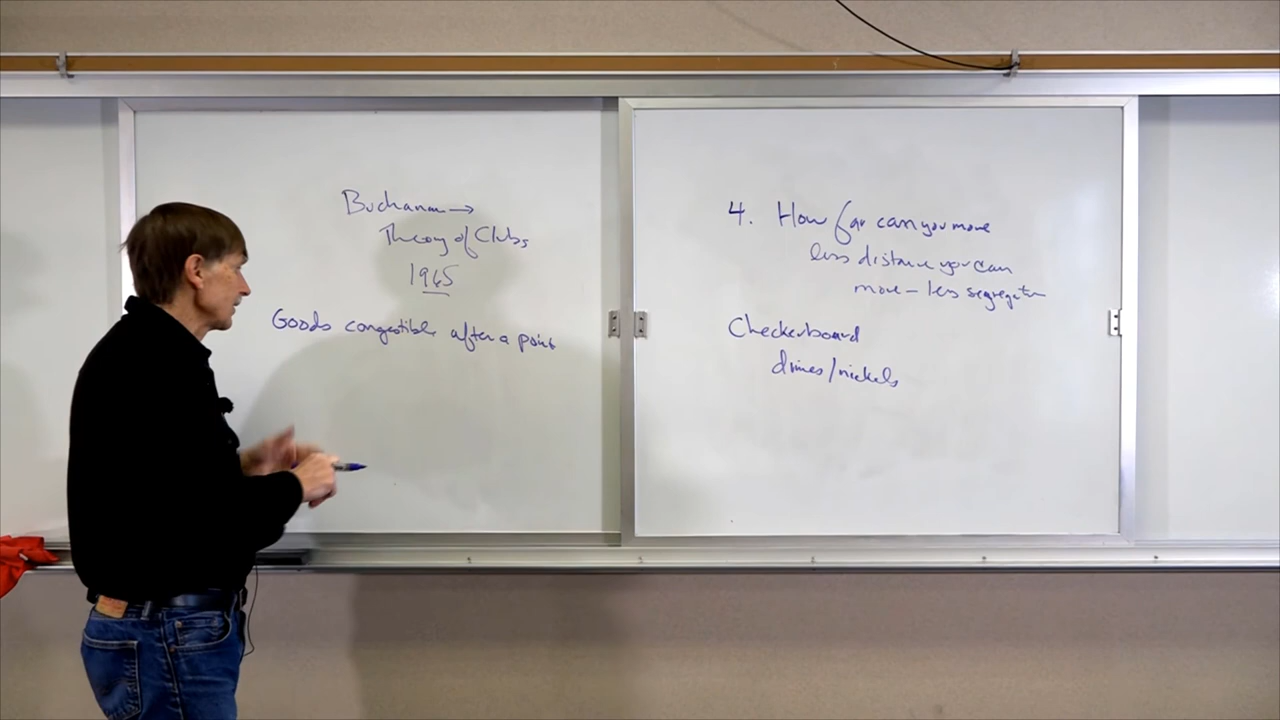 Buchanan →
Theory of Clubs
1965
Goods congestible after a point
4. How far can you move
less distance you can
move - less segregation
Checkerboard
dimes/nickels